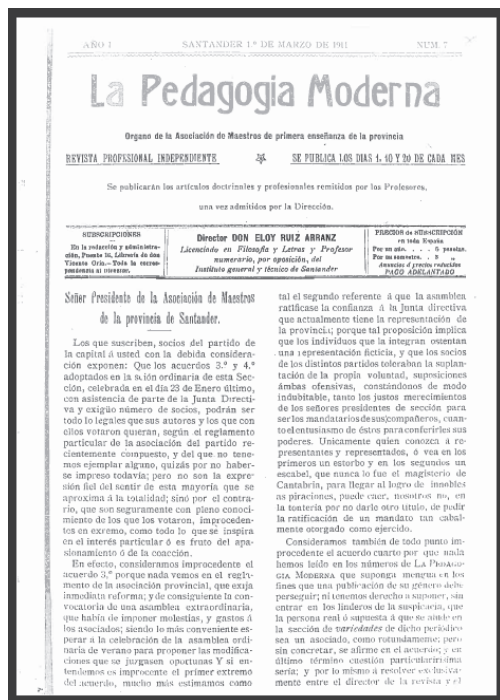 AÑO I SANTANDER 1.º DE MARZO DE 1911 NUM. 7
La Pedagogia Moderna
Organo de la Asociación de Maestros de primera enseñanza de la provincia
REVISTA PROFESIONAL INDEPENDIENTE SE PUBLICA LOS DIAS 1, 10 Y 20 DE CADA MES
Se publicarán los artículos doctrinales y profesionales remitidos por los Profesores,
una vez admitidos por la Dirección.
SUBSCRIPCIONES
En la redacción y administra-
ción, Puente 16, Librería de don
Vicente Oria.—Toda la corres-
pondencia al director.
Director DON ELOY RUIZ ARRANZ
Licenciado en Filosofía y Letras y Profesor
numerario, por oposición, del
Instituto general y técnico de Santander
PRECIOS DE SUBSCRIPCIÓN
en toda España
Por un año. . . . 5 pesetas.
Por un semestre. . 3 „
Anuncios á precios reducidos
PAGO ADELANTADO
Señor Presidente de la Asociación de Maestros
de la provincia de Santander.
Los que suscriben, socios del partido de
la capital á usted con la debida considera-
ción exponen: Que los acuerdos 3.º y 4.º
adoptados en la sesión ordinaria de esta Sec-
ción, celebrada en el día 23 de Enero último,
con asistencia de parte de la Junta Directi-
va y exigüo número de socios, podrán ser
todo lo legales que sus autores y los que con
ellos votaron quieran, según el reglamento
particular de la asociación del partido re-
cientemente compuesto, y del que no tene-
mos ejemplar alguno, quizás por no haber-
se impreso todavía; pero no son la expre-
sión fiel del sentir de esta mayoría que se
aproxima á la totalidad; sinó por el contra-
rio, que son seguramente con pleno conoci-
miento de los que los votaron, improceden-
tes en extremo, como todo lo que se inspira
en el interés particular ó es fruto del apa-
sionamiento ó de la coacción.
En efecto, consideramos improcedente el
acuerdo 3.º porque nada vemos en el regla-
mento de la asociación provincial, que exija
inmediata reforma; y de consiguiente la con-
vocatoria de una asamblea extraordinaria,
que había de imponer molestias, y gastos á
los asociados; siendo lo más conveniente es-
perar á la celebración de la asamblea ordi-
naria de verano para proponer las modifica-
ciones que se juzgasen oportunas Y si en-
tendemos es improcente el primer extremo
del acuerdo, mucho más estimamos como
tal el segundo referente á que la asamblea
ratificase la confianza á la Junta directiva
que actualmente tiene la representación de
la provincia; porque tal proposición implica
que los individuos que la integran ostentan
una representación ficticia, y que los socios
de los distintos partidos toleraban la suplan-
tación de la propia voluntad, suposiciones
ámbas ofensivas, constándonos de modo
indubitable, tanto los justos merecimientos
de los señores presidentes de sección para
ser los mandatarios de sus compañeros, cuan-
to el entusiasmo de éstos para conferirles sus
poderes. Unicamente quien conozca á re-
presentantes y representados, ó vea en los
primeros un estorbo y en los segundos un
escabel, que nunca lo fue el magisterio de
Cantabria, para llegar al logro de innobles
as piraciones, puede caer, nosotros no, en
la tontería por no darle otro título, de pedir
la ratificación de un mandato tan cabal-
mente otorgado como ejercido.
Consideramos también de todo punto im-
procedente el acuerdo cuarto por que nada
hemos leído en los números de LA PEDAGO-
GIA MODERNA que suponga mengua en los
fines que una publicación de su género debe
perseguir; ni tenemos derecho a suponer, sin
entrar en los linderos de la suspicacia, que
la persona real ó supuesta á que se alude en
la sección de variedades de dicho periódico
sea un asociado, como rotundamente; pero
sin concretar, se afirme en el acuerdo; y en
último término cuestión particularísima
sería; y por lo mismo á resolver exclusiva-
mente entre el director de la revista y el